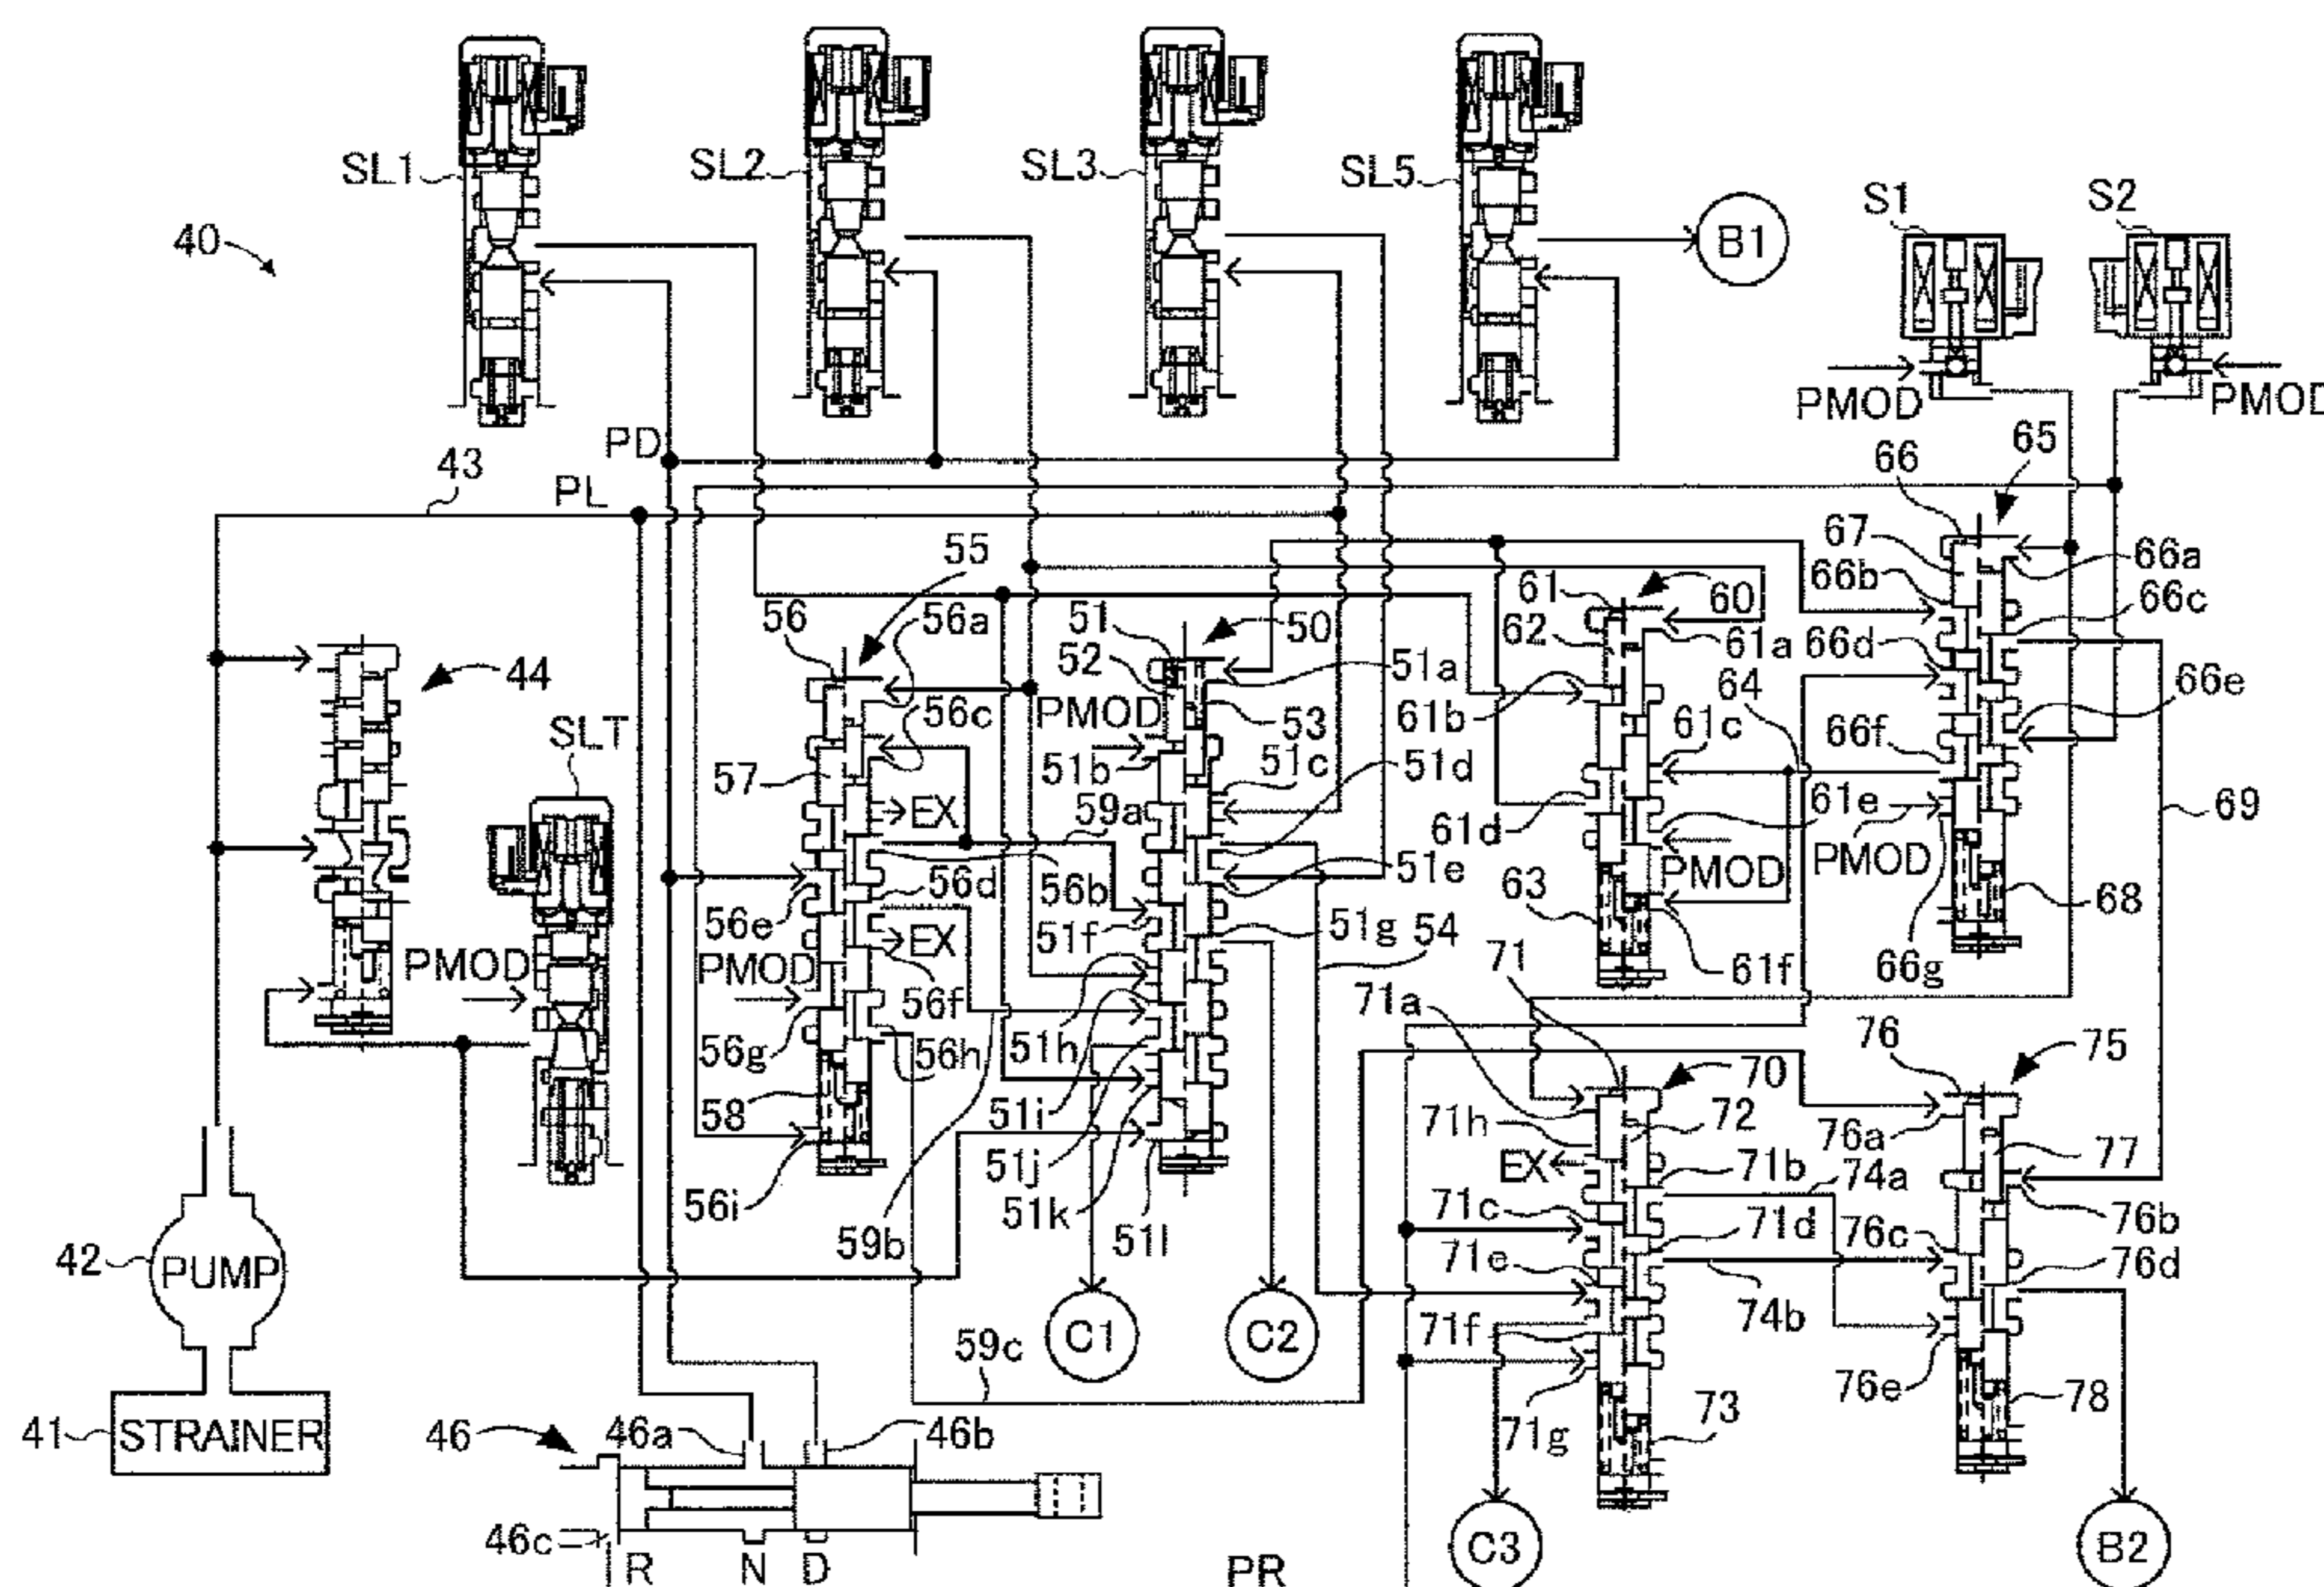 SL1
SL2
SL3
SL5
S1
S2
40
B1
PMOD
PMOD
PD
43
PL
66
65
67
66a
66b
66c
55
56
56a
51
50
61
60
62
61a
66d
64
66e
44
52
51a
56c
PMOD
53
61b
61c
66f
SLT
57
51b
51c
51d
EX
59a
61d
61e
69
PMOD
PMOD
56d
56b
51e
63
68
56e
51f
51g
54
EX
71
61f
66g
PMOD
PMOD
56f
71a
56g
56h
51h
76
75
58
51i
70
71h
72
76a
77
51j
EX
71b
74a
56i
51k
71c
71d
76b
59b
51l
76c
42
PUMP
71e
76d
C1
C2
71f
74b
59c
76e
78
41
STRAINER
46
46a
46b
71g
73
46c
R
N
D
PR
C3
B2